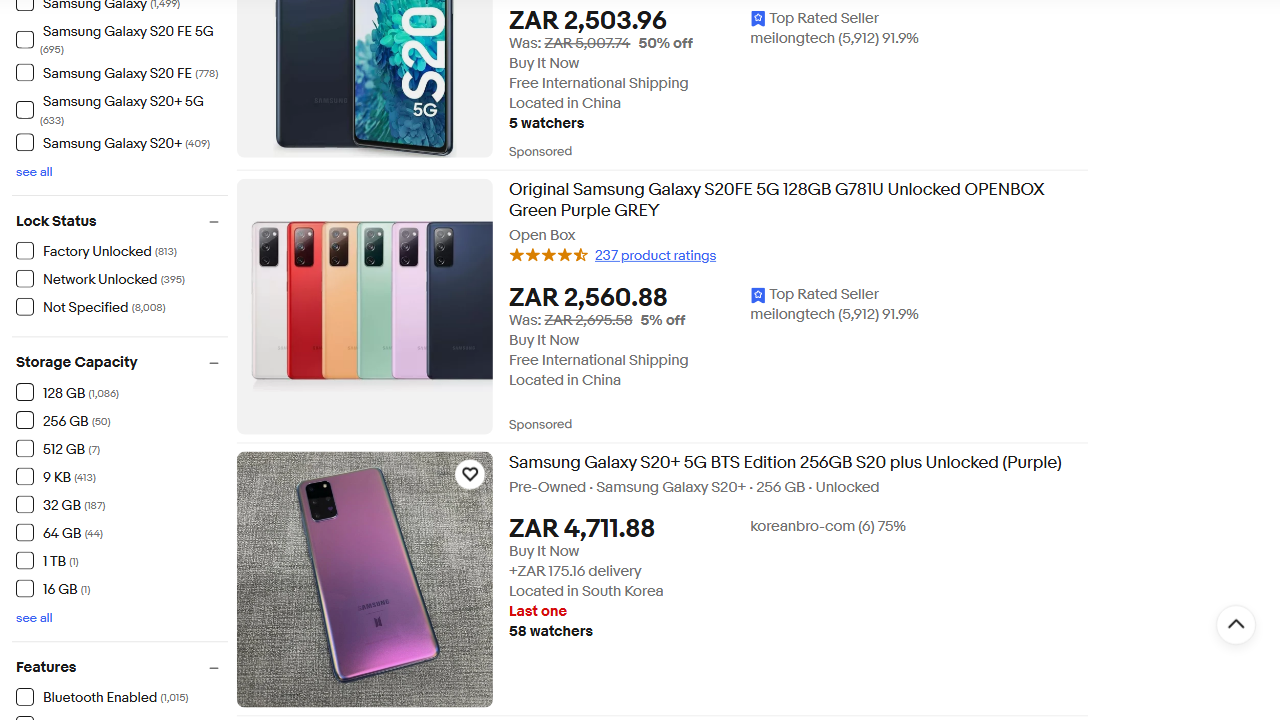 Samsung Galaxy (1,499)
Samsung Galaxy S20 FE 5G
(695)
Samsung Galaxy S20 FE (778)
Samsung Galaxy S20+ 5G
(633)
Samsung Galaxy S20+ (409)
see all
Lock Status
Factory Unlocked (813)
Network Unlocked (395)
Not Specified (8,008)
Storage Capacity
128 GB (1,086)
256 GB (50)
512 GB (7)
9 KB (413)
32 GB (187)
64 GB (44)
1 TB (1)
16 GB (1)
see all
Features
Bluetooth Enabled (1,015)
SAMSUNG
S20
5G
ZAR 2,503.96
Was: ZAR 5,007.74 50% off
Buy It Now
Free International Shipping
Located in China
5 watchers
Sponsored
Top Rated Seller
meilongtech (5,912) 91.9%
Original Samsung Galaxy S20FE 5G 128GB G781U Unlocked OPENBOX
Green Purple GREY
Open Box
237 product ratings
ZAR 2,560.88
Was: ZAR 2,695.58 5% off
Buy It Now
Free International Shipping
Located in China
Sponsored
Top Rated Seller
meilongtech (5,912) 91.9%
SAMSUNG
Samsung Galaxy S20+ 5G BTS Edition 256GB S20 plus Unlocked (Purple)
Pre-Owned · Samsung Galaxy S20+ · 256 GB · Unlocked
ZAR 4,711.88
Buy It Now
+ZAR 175.16 delivery
Located in South Korea
Last one
58 watchers
koreanbro-com (6) 75%